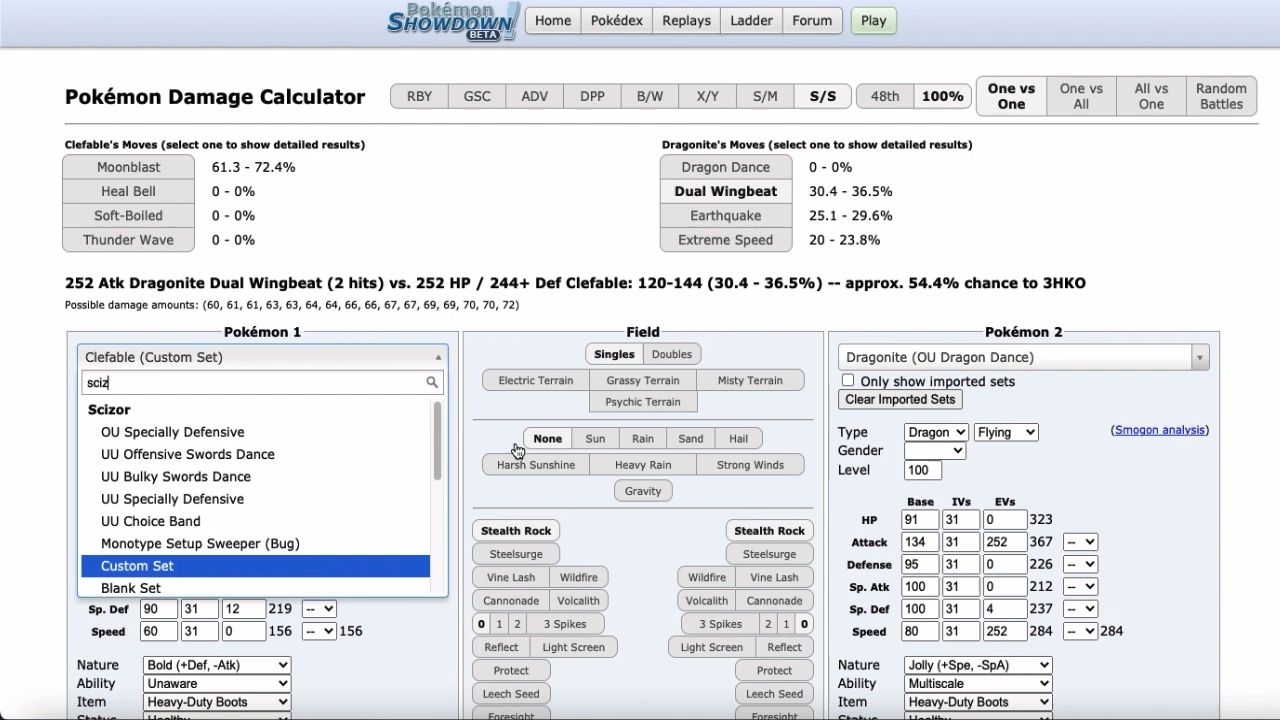 Pokémon
SHOWDOWN!
BETA
Home Pokédex Replays Ladder Forum Play
Pokémon Damage Calculator RBY GSC ADV DPP B/W X/Y S/M S/S 48th 100% One vs One One vs All All vs One Random Battles
Clefable's Moves (select one to show detailed results)
Moonblast 61.3 - 72.4%
Heal Bell 0 - 0%
Soft-Boiled 0 - 0%
Thunder Wave 0 - 0%
Dragonite's Moves (select one to show detailed results)
Dragon Dance 0 - 0%
Dual Wingbeat 30.4 - 36.5%
Earthquake 25.1 - 29.6%
Extreme Speed 20 - 23.8%
252 Atk Dragonite Dual Wingbeat (2 hits) vs. 252 HP / 244+ Def Clefable: 120-144 (30.4 - 36.5%) -- approx. 54.4% chance to 3HKO
Possible damage amounts: (60, 61, 61, 63, 63, 64, 64, 66, 66, 67, 67, 69, 69, 70, 70, 72)
Pokémon 1
Clefable (Custom Set)
sciz
Scizor
OU Specially Defensive
UU Offensive Swords Dance
UU Bulky Swords Dance
UU Specially Defensive
UU Choice Band
Monotype Setup Sweeper (Bug)
Custom Set
Blank Set
Sp. Def 90 31 12 219 --
Speed 60 31 0 156 -- 156
Nature Bold (+Def, -Atk)
Ability Unaware
Item Heavy-Duty Boots
Status Healthy
Field
Singles Doubles
Electric Terrain Grassy Terrain Misty Terrain
Psychic Terrain
None Sun Rain Sand Hail
Harsh Sunshine Heavy Rain Strong Winds
Gravity
Stealth Rock Stealth Rock
Steelsurge Steelsurge
Vine Lash Wildfire Wildfire Vine Lash
Cannonade Volcalith Volcalith Cannonade
0 1 2 3 Spikes 3 Spikes 2 1 0
Reflect Light Screen Light Screen Reflect
Protect Protect
Leech Seed Leech Seed
Foresight Foresight
Pokémon 2
Dragonite (OU Dragon Dance)
Only show imported sets
Clear Imported Sets
Type Dragon Flying (Smogon analysis)
Gender
Level 100
Base IVs EVs
HP 91 31 0 323
Attack 134 31 252 367 --
Defense 95 31 0 226 --
Sp. Atk 100 31 0 212 --
Sp. Def 100 31 4 237 --
Speed 80 31 252 284 -- 284
Nature Jolly (+Spe, -SpA)
Ability Multiscale
Item Heavy-Duty Boots
Status Healthy